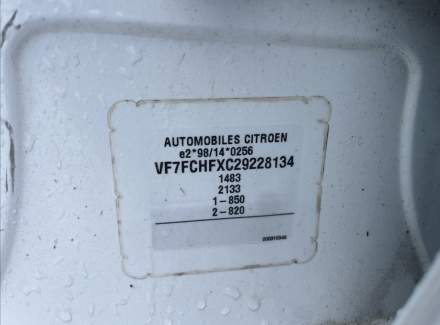 AUTOMOBILES CITROEN
e2*98/14*0256
VF7FCHFXC29228134
1483
2133
1-850
2-820